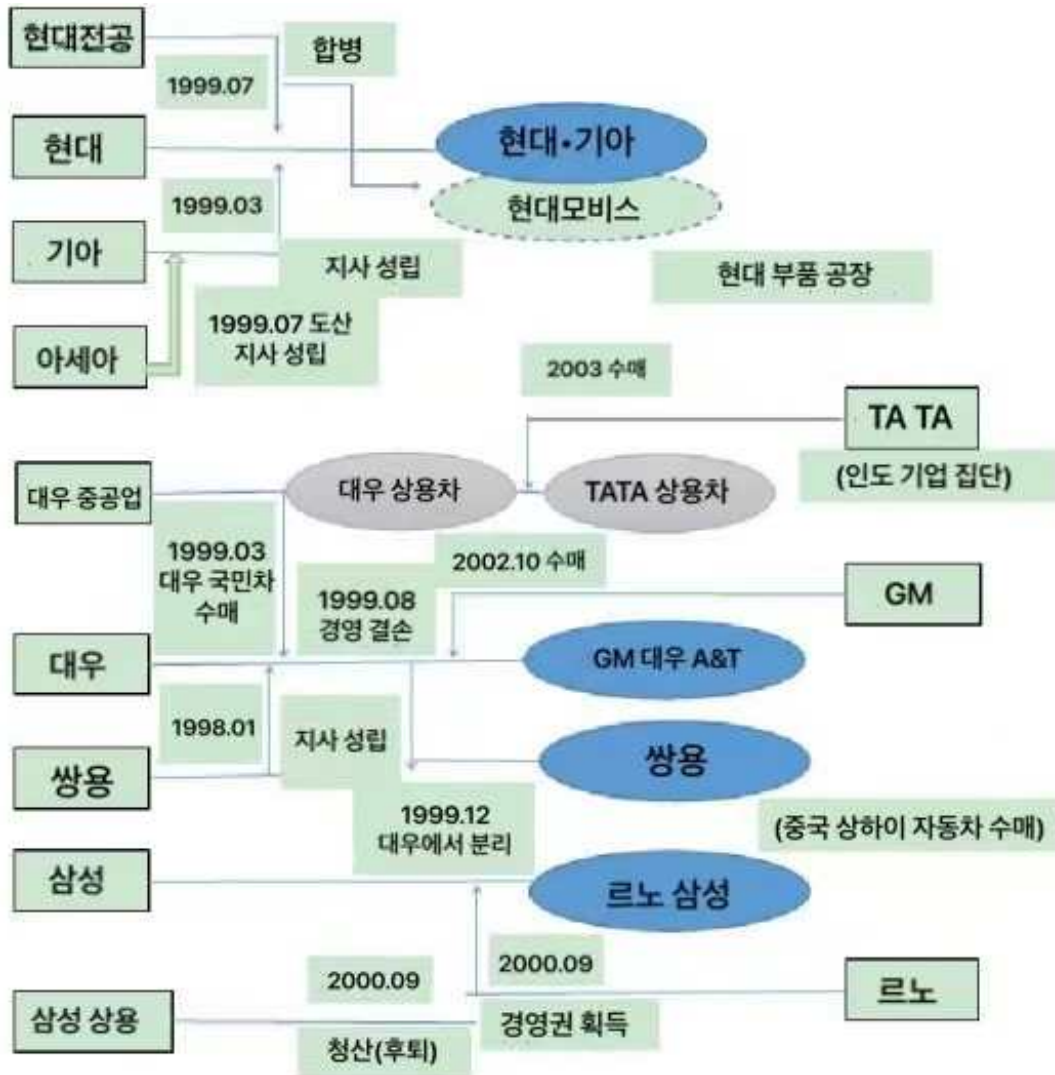 현대전공
합병
1999.07
현대
현대•기아
1999.03
현대모비스
기아
지사 성립
현대 부품 공장
1999.07 도산
지사 성립
아세아
2003 수매
TA TA
(인도 기업 집단)
대우 중공업
대우 상용차
TATA 상용차
1999.03
대우 국민차
수매
2002.10 수매
1999.08
경영 결손
GM
대우
GM 대우 A&T
1998.01
지사 성립
쌍용
쌍용
1999.12
대우에서 분리
(중국 상하이 자동차 수매)
삼성
르노 삼성
2000.09
2000.09
르노
삼성 상용
경영권 획득
청산(후퇴)